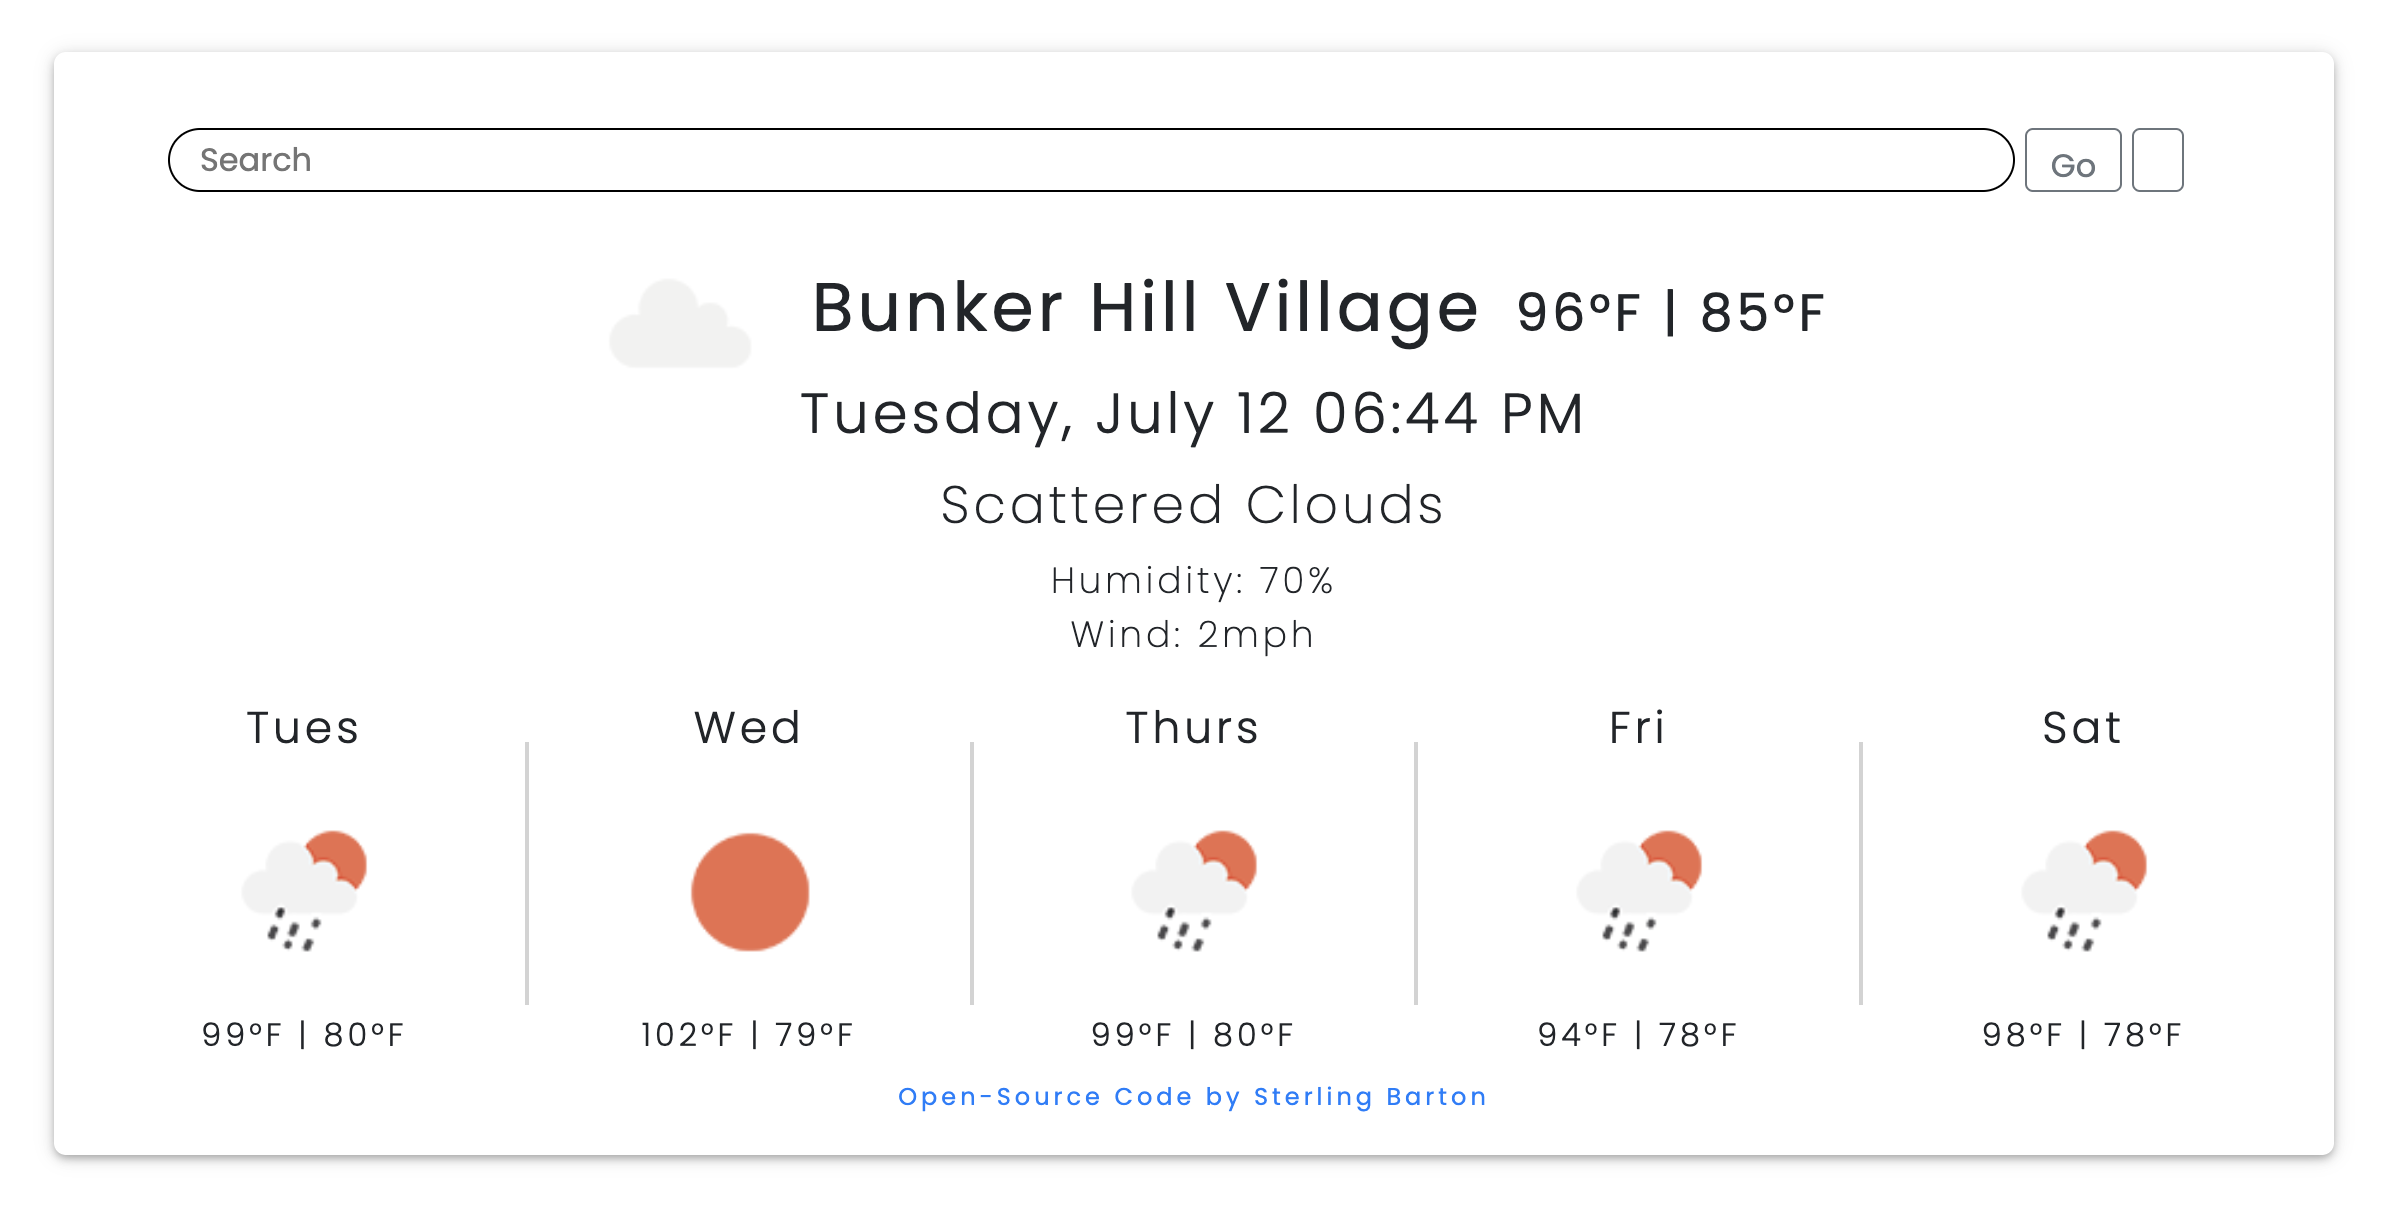 Search
Go
Bunker Hill Village 96°F | 85°F
Tuesday, July 12 06:44 PM
Scattered Clouds
Humidity: 70%
Wind: 2mph
Tues Wed Thurs Fri Sat
99°F | 80°F 102°F | 79°F 99°F | 80°F 94°F | 78°F 98°F | 78°F
Open-Source Code by Sterling Barton